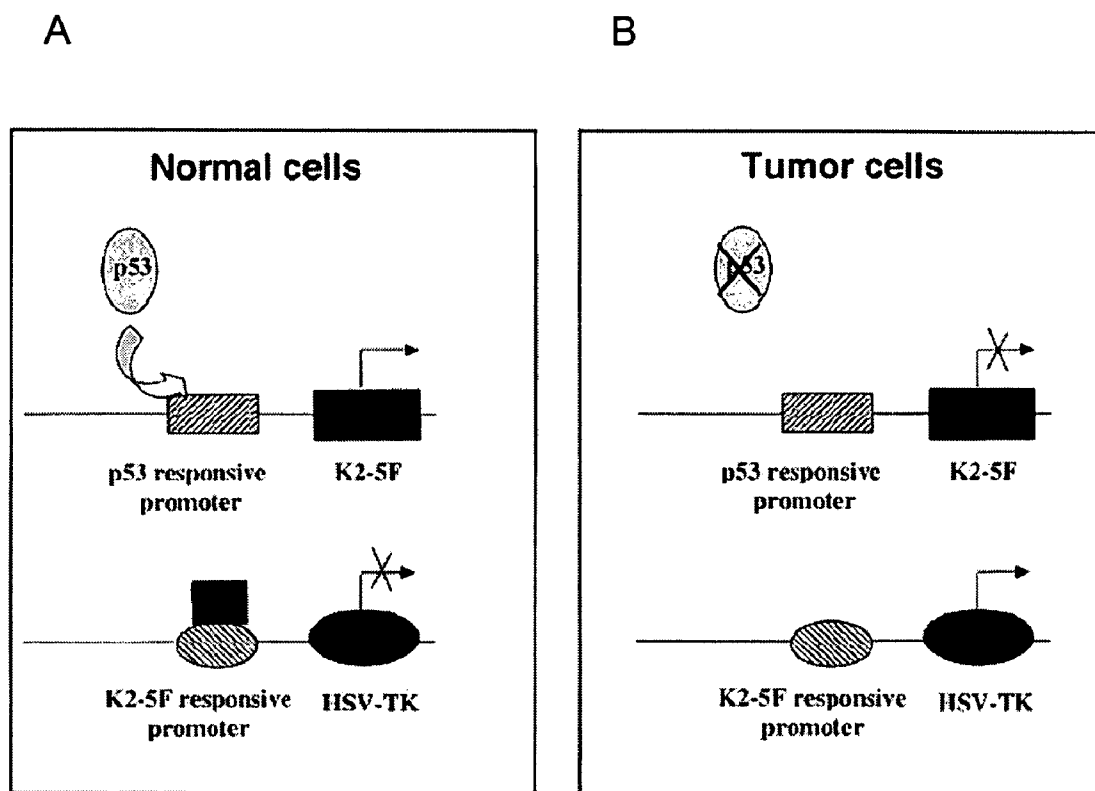 A
B
Normal cells
p53
p53 responsive
promoter
K2-5F
K2-5F responsive
promoter
HSV-TK
Tumor cells
p53
p53 responsive
promoter
K2-5F
K2-5F responsive
promoter
HSV-TK